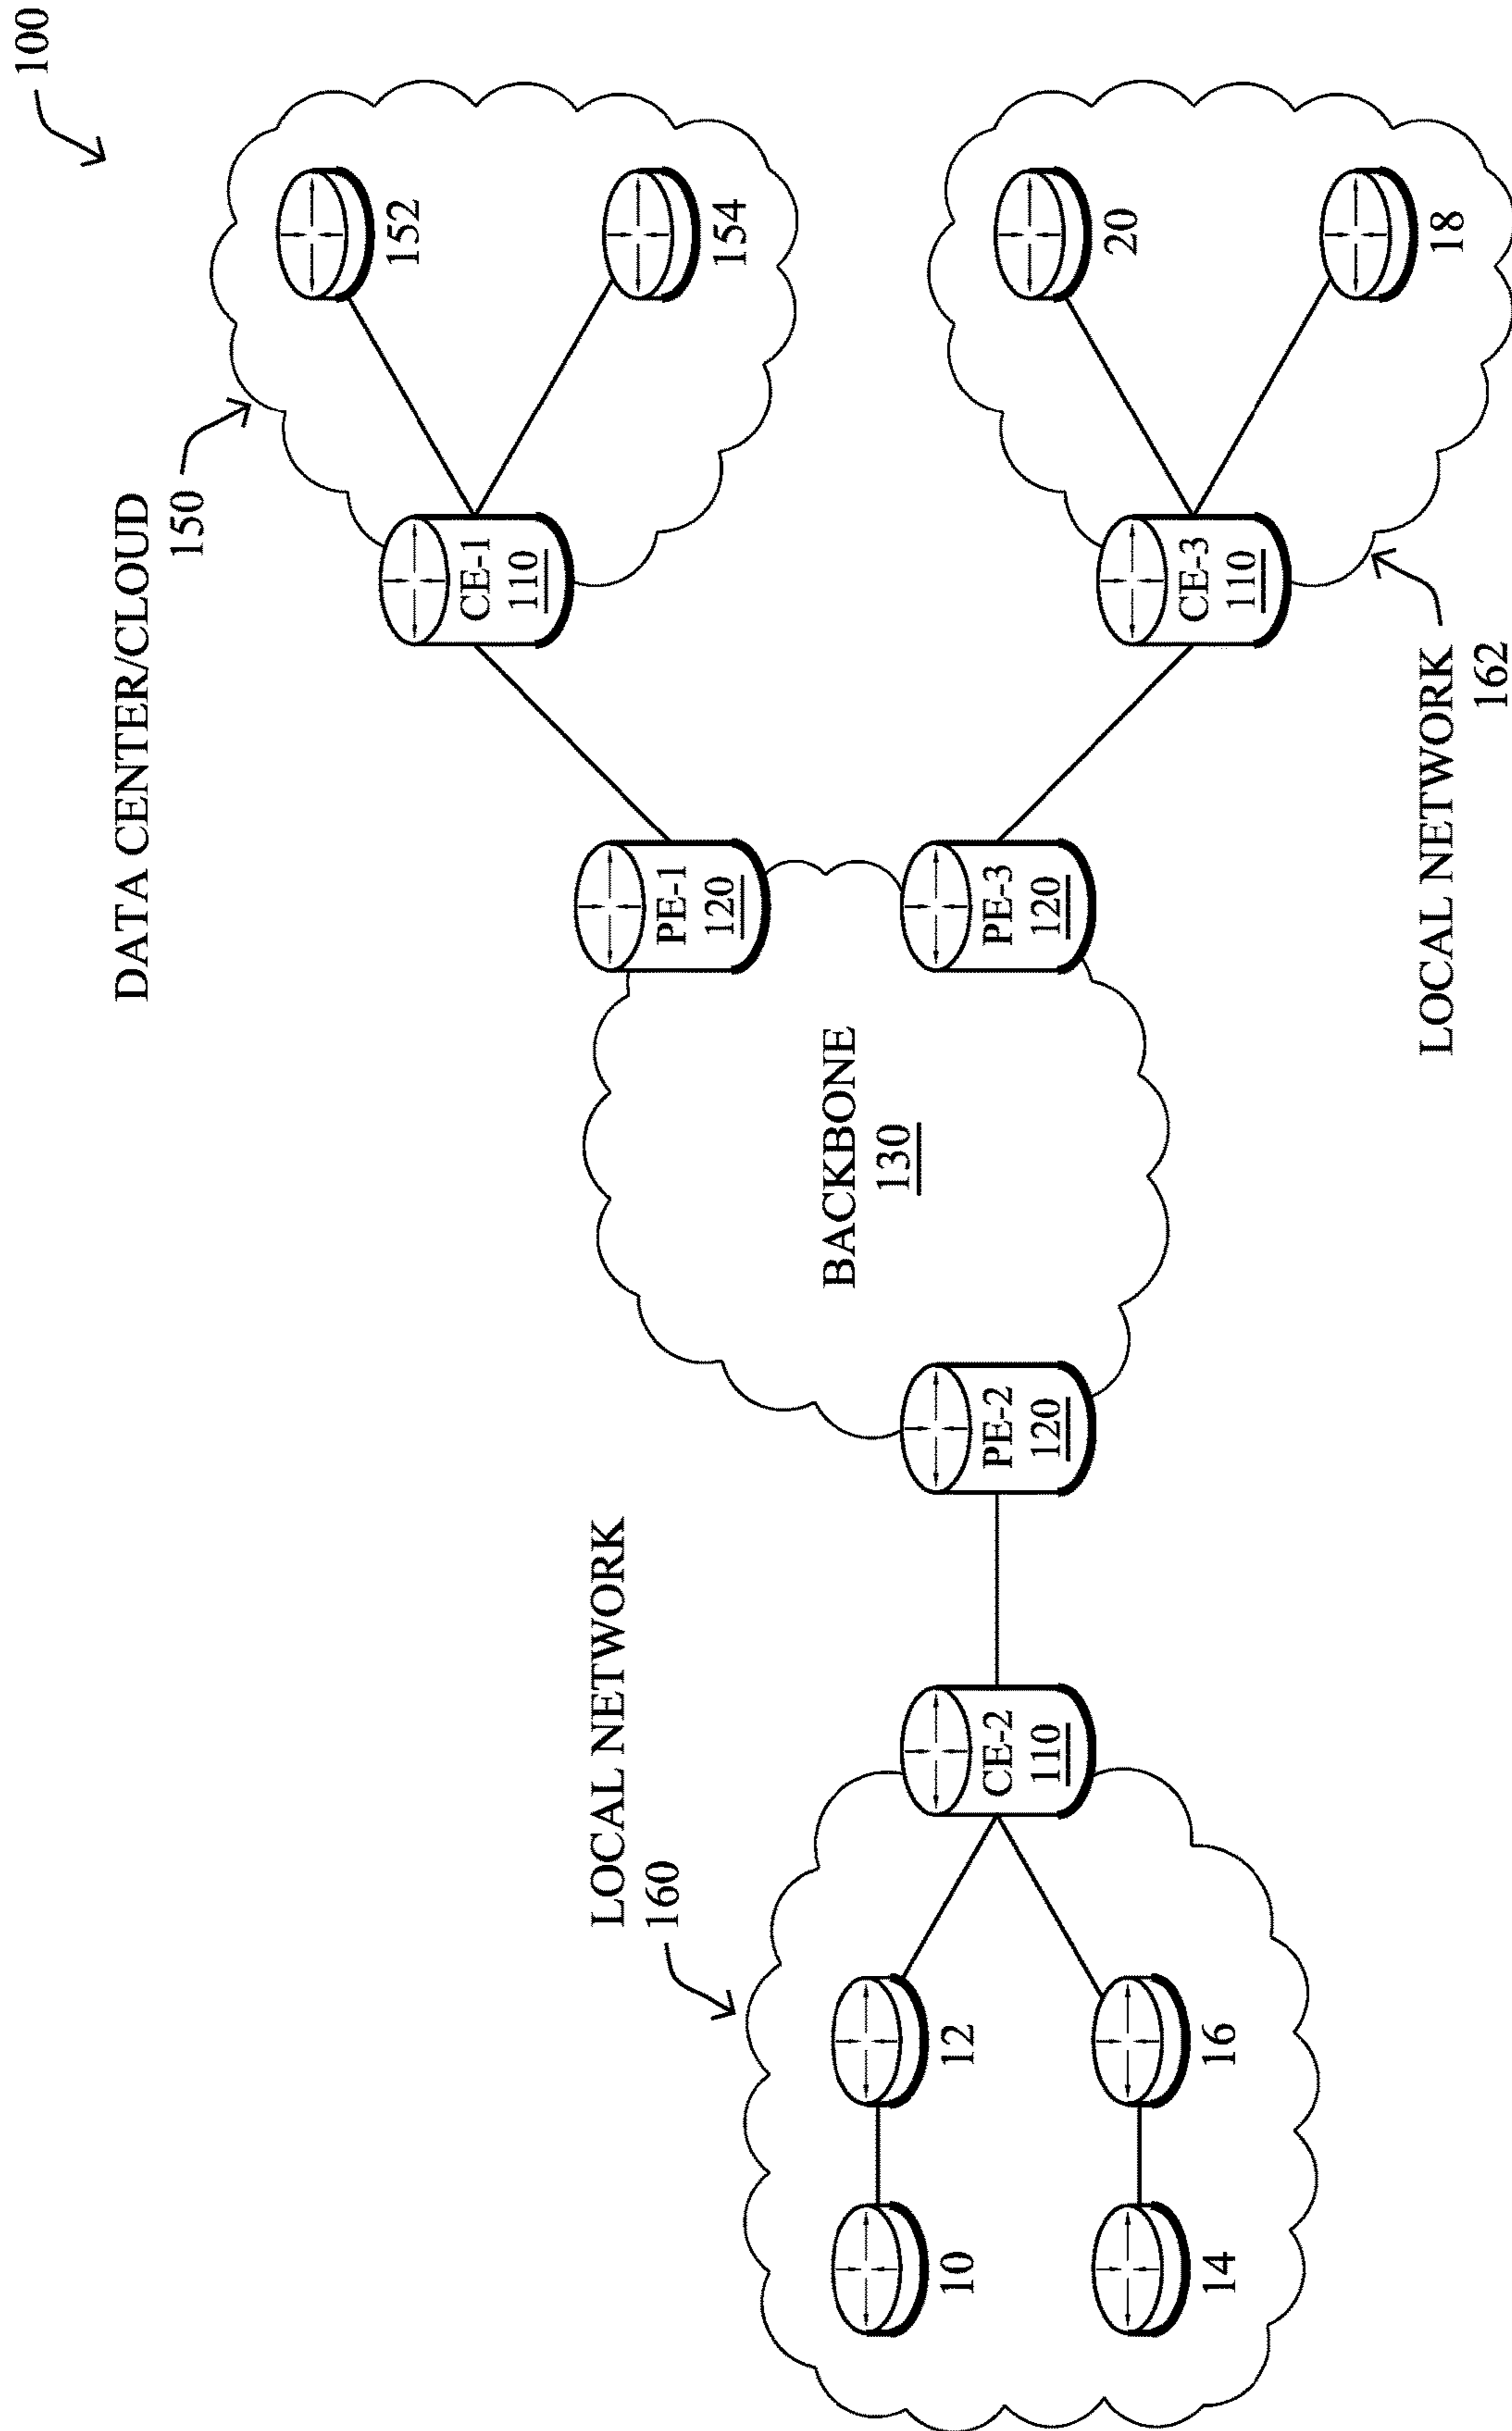 100
DATA CENTER/CLOUD
150
152
154
CE-1
110
PE-1
120
BACKBONE
130
PE-3
120
CE-3
110
20
18
LOCAL NETWORK
162
PE-2
120
LOCAL NETWORK
160
CE-2
110
12
10
16
14